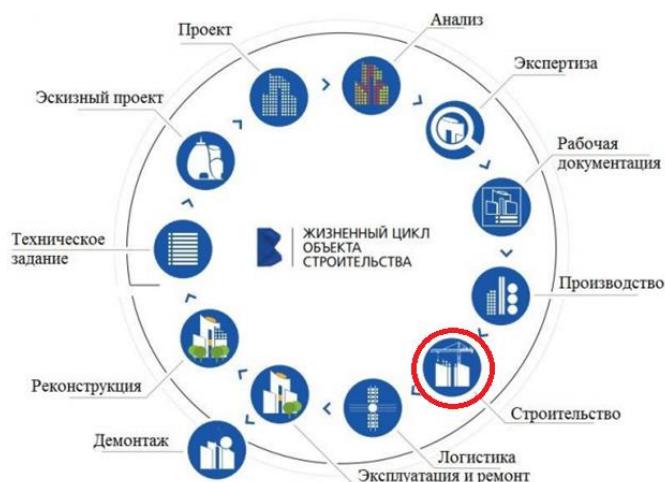 Проект
Анализ
Экспертиза
Рабочая
документация
Производство
Строительство
Логистика
Эксплуатация и ремонт
Демонтаж
Реконструкция
Техническое
задание
Эскизный проект
ЖИЗНЕННЫЙ ЦИКЛ
ОБЪЕКТА
СТРОИТЕЛЬСТВА